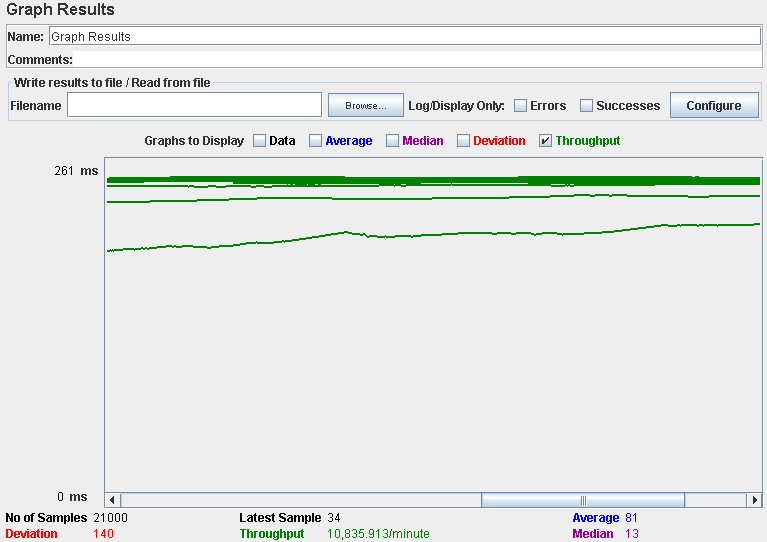 Graph Results
Name: Graph Results
Comments:
Write results to file / Read from file
Filename Browse... Log/Display Only: Errors Successes Configure
Graphs to Display Data Average Median Deviation Throughput
261 ms
0 ms
No of Samples 21000 Latest Sample 34 Average 81
Deviation 140 Throughput 10,835.913/minute Median 13